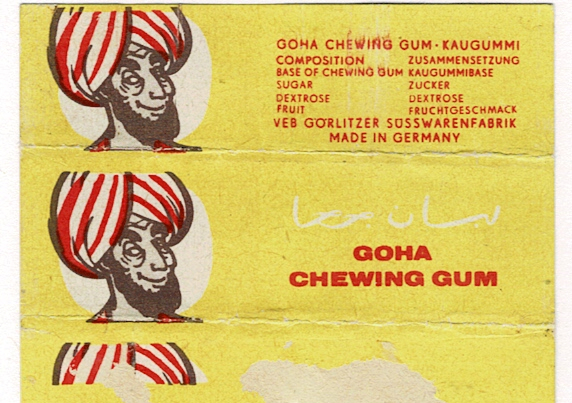 GOHA CHEWING GUM · KAUGUMMI
COMPOSITION ZUSAMMENSETZUNG
BASE OF CHEWING GUM KAUGUMMIBASE
SUGAR ZUCKER
DEXTROSE DEXTROSE
FRUIT FRUCHTGESCHMACK
VEB GÖRLITZER SÜSSWARENFABRIK
MADE IN GERMANY
لبان جحا
GOHA
CHEWING GUM